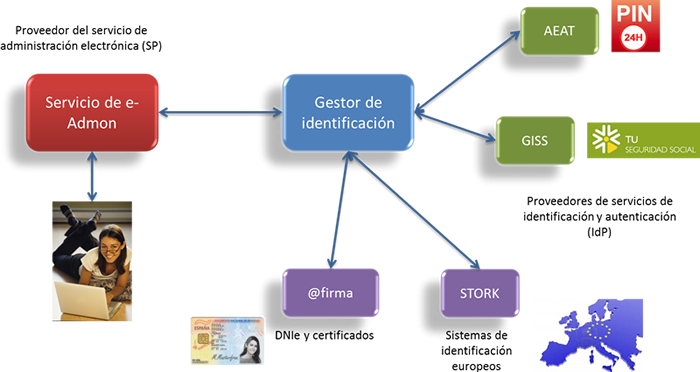 Proveedor del servicio de
administración electrónica (SP)
Servicio de e-
Admon
Gestor de
identificación
AEAT
PIN
24H
GISS
TU
SEGURIDAD SOCIAL
Proveedores de servicios de
identificación y autenticación
(IdP)
@firma
DNIe y certificados
STORK
Sistemas de
identificación
europeos
ESPAÑA